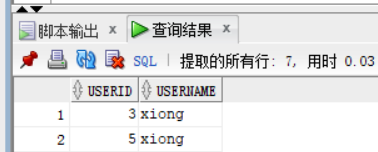 脚本输出 × 查询结果 ×
SQL | 提取的所有行: 7, 用时 0.03
USERID USERNAME
1 3 xiong
2 5 xiong